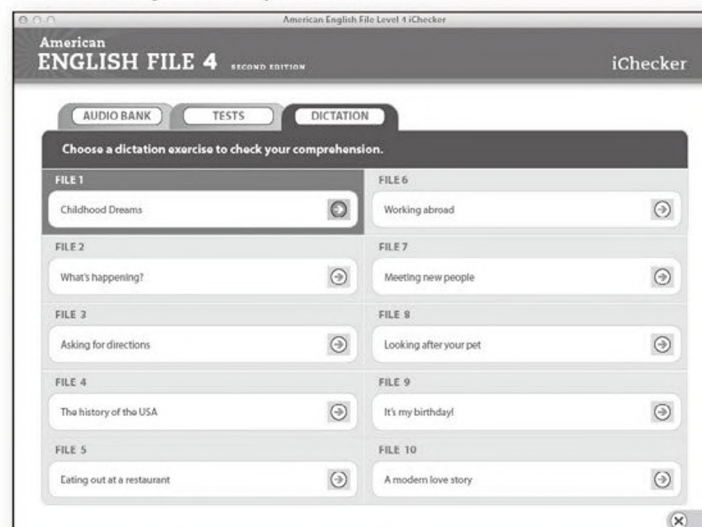 American English File Level 4 iChecker
American
ENGLISH FILE 4 SECOND EDITION
iChecker
AUDIO BANK
TESTS
DICTATION
Choose a dictation exercise to check your comprehension.
FILE 1
Childhood Dreams
FILE 2
What's happening?
FILE 3
Asking for directions
FILE 4
The history of the USA
FILE 5
Eating out at a restaurant
FILE 6
Working abroad
FILE 7
Meeting new people
FILE 8
Looking after your pet
FILE 9
It's my birthday!
FILE 10
A modern love story